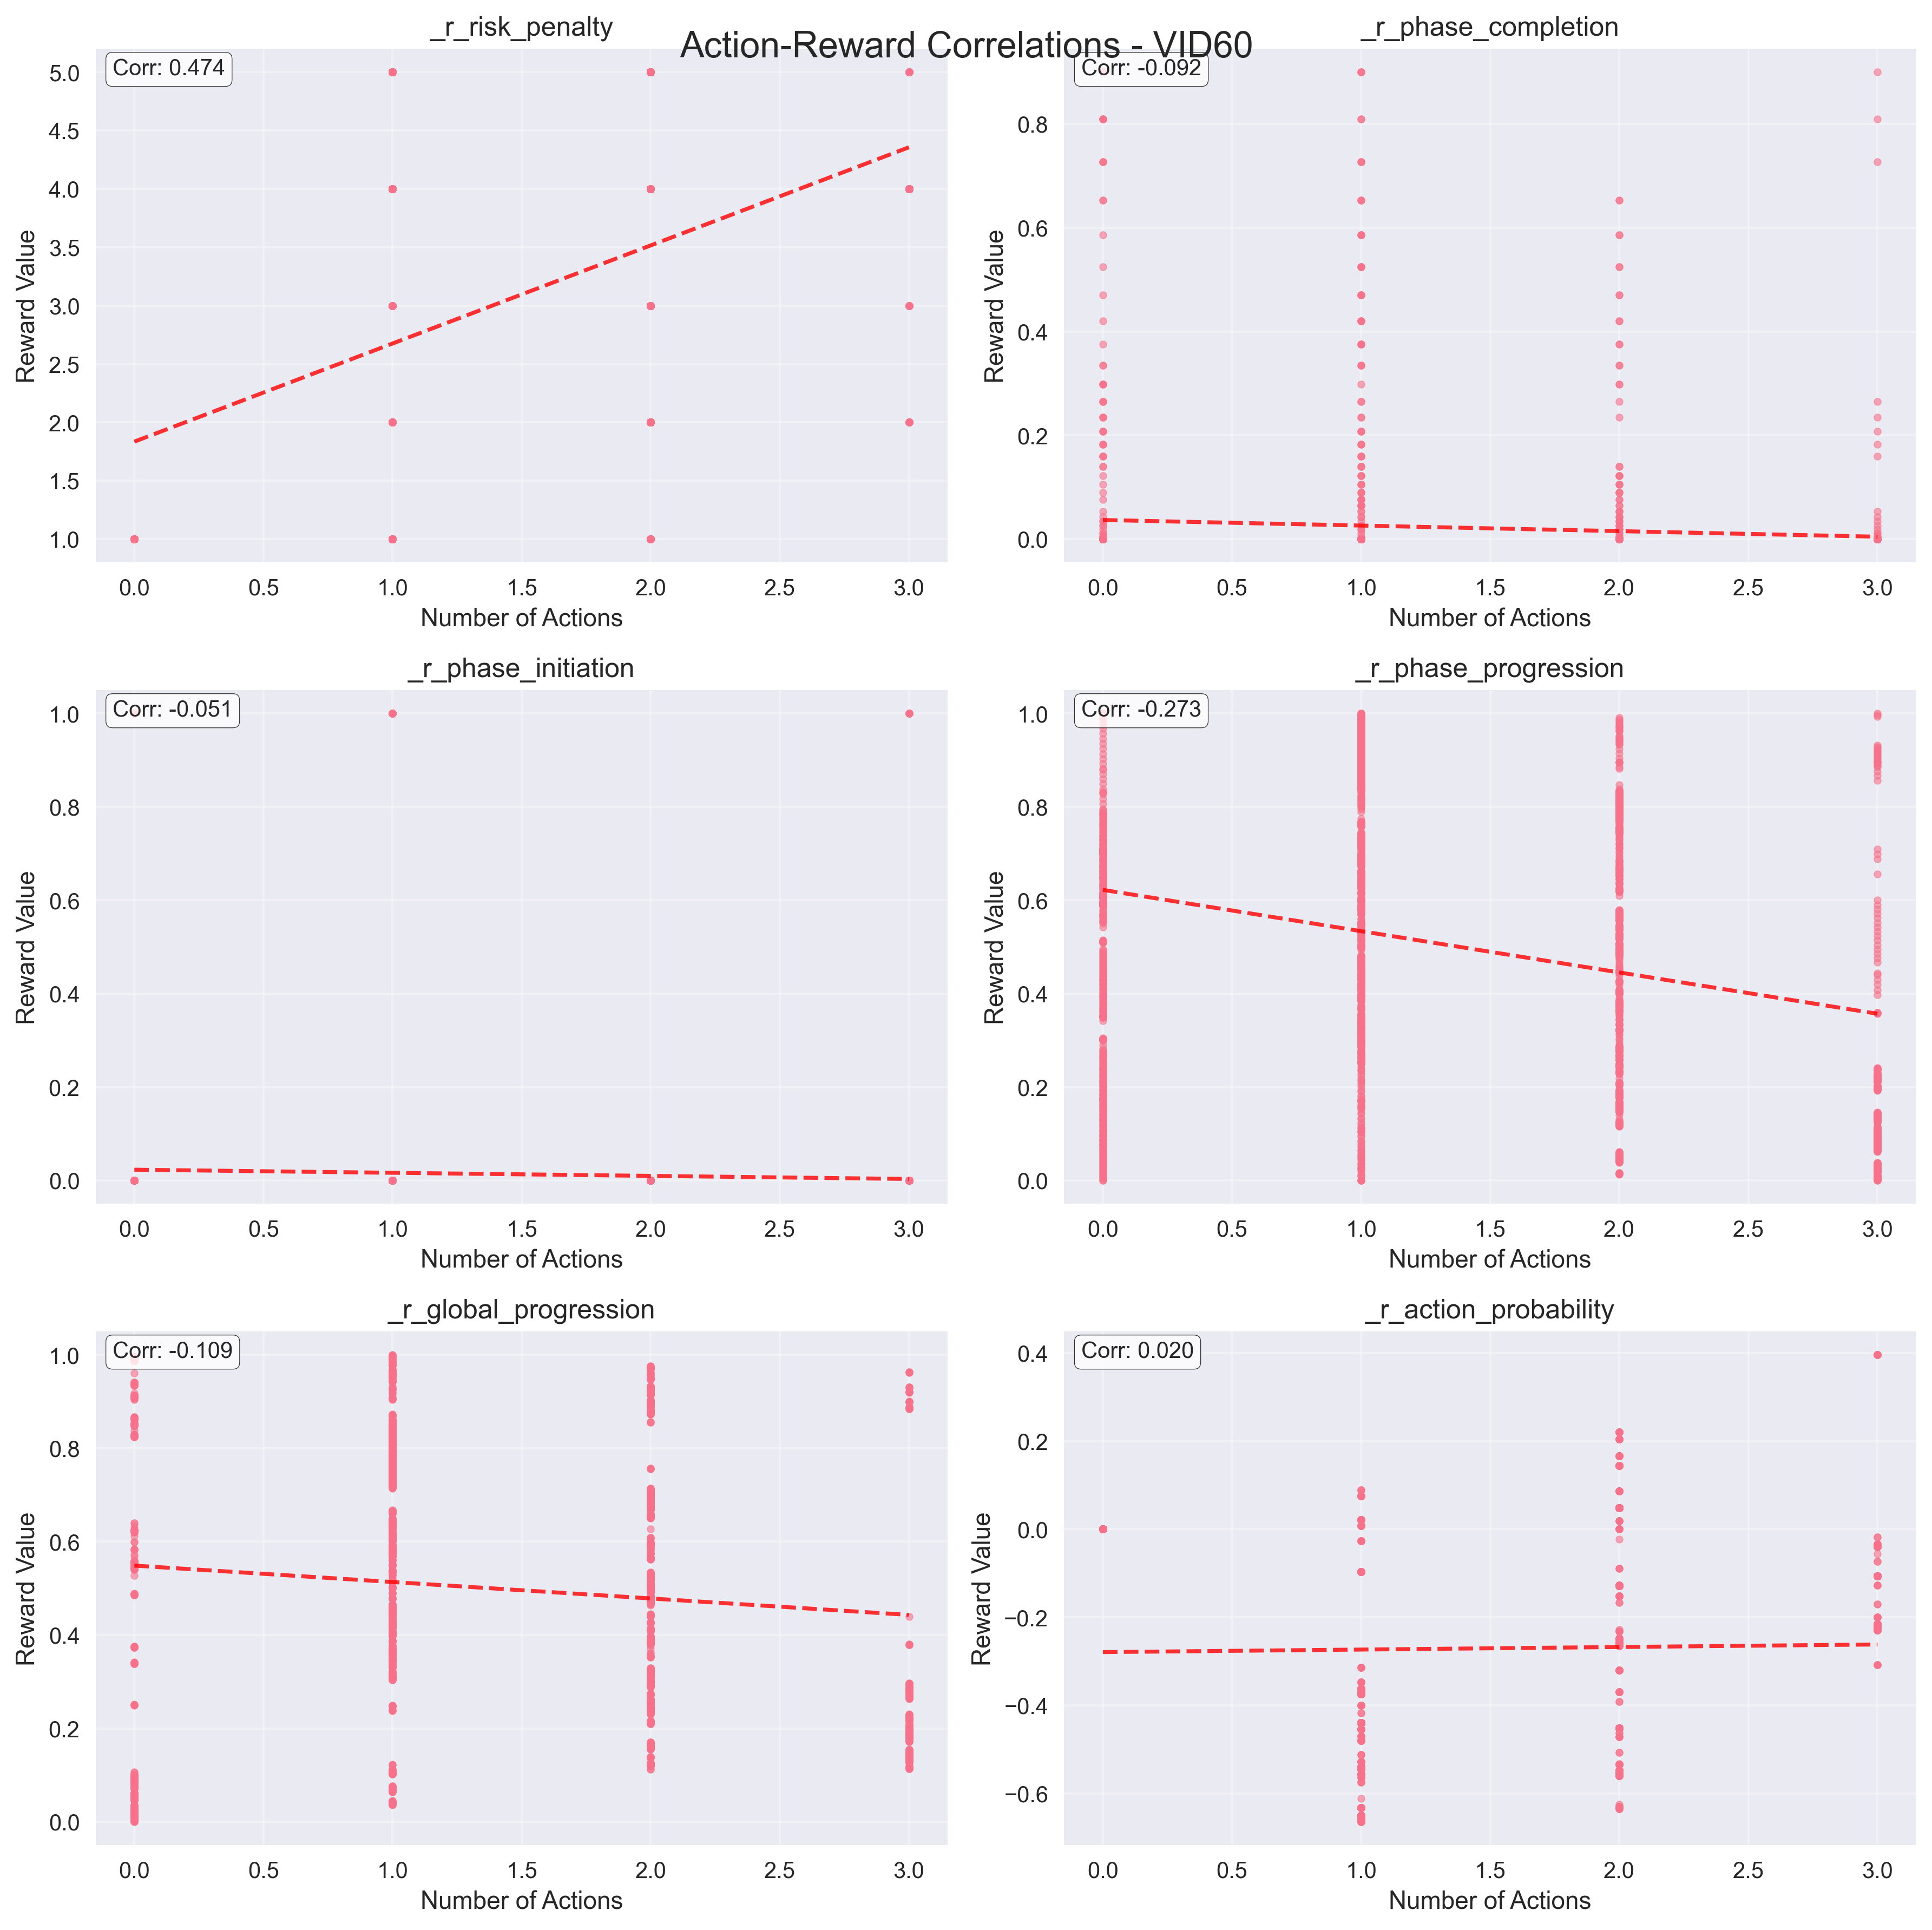 Action-Reward Correlations - VID60
_r_risk_penalty
Corr: 0.474
Reward Value
5.0
4.5
4.0
3.5
3.0
2.5
2.0
1.5
1.0
0.0 0.5 1.0 1.5 2.0 2.5 3.0
Number of Actions
_r_phase_completion
Corr: -0.092
Reward Value
0.8
0.6
0.4
0.2
0.0
0.0 0.5 1.0 1.5 2.0 2.5 3.0
Number of Actions
_r_phase_initiation
Corr: -0.051
Reward Value
1.0
0.8
0.6
0.4
0.2
0.0
0.0 0.5 1.0 1.5 2.0 2.5 3.0
Number of Actions
_r_phase_progression
Corr: -0.273
Reward Value
1.0
0.8
0.6
0.4
0.2
0.0
0.0 0.5 1.0 1.5 2.0 2.5 3.0
Number of Actions
_r_global_progression
Corr: -0.109
Reward Value
1.0
0.8
0.6
0.4
0.2
0.0
0.0 0.5 1.0 1.5 2.0 2.5 3.0
Number of Actions
_r_action_probability
Corr: 0.020
Reward Value
0.4
0.2
0.0
−0.2
−0.4
−0.6
0.0 0.5 1.0 1.5 2.0 2.5 3.0
Number of Actions